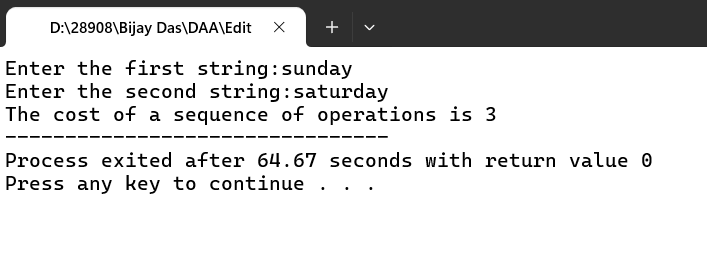 D:\28908\Bijay Das\DAA\Edit
Enter the first string:sunday
Enter the second string:saturday
The cost of a sequence of operations is 3
--------------------------------
Process exited after 64.67 seconds with return value 0
Press any key to continue . . .